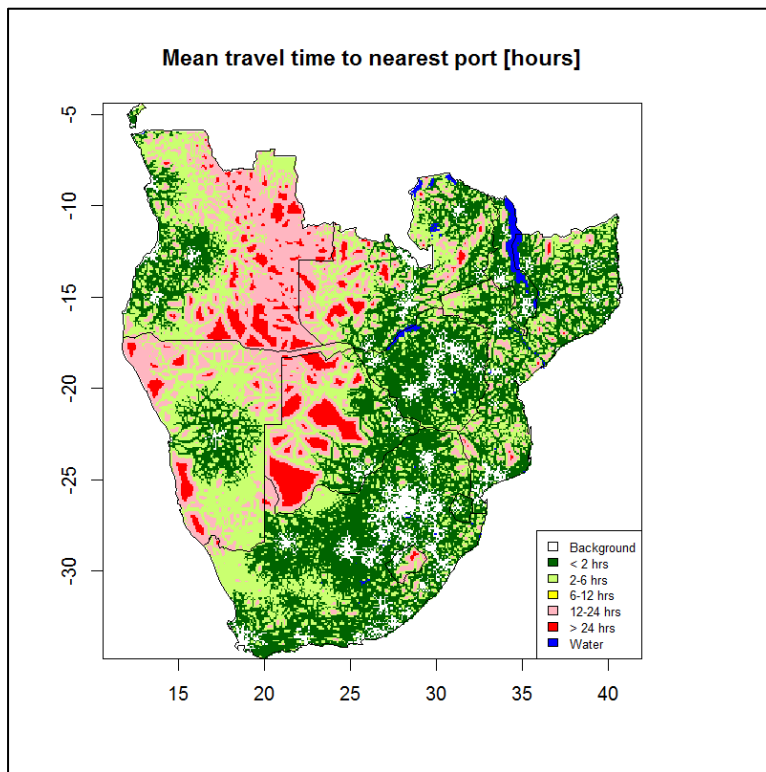 Mean travel time to nearest port [hours]
-5
-10
-15
-20
-25
-30
Background
< 2 hrs
2-6 hrs
6-12 hrs
12-24 hrs
> 24 hrs
Water
15 20 25 30 35 40